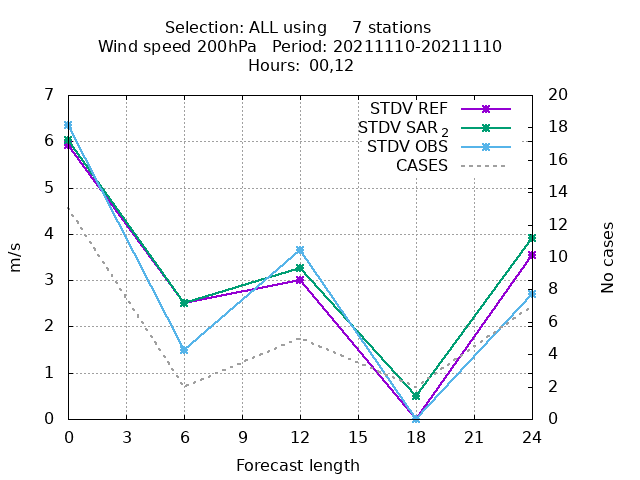 Selection: ALL using     7 stations
Wind speed 200hPa   Period: 20211110-20211110
Hours: 00,12
7
6
5
4
3
2
1
0
m/s
STDV REF
STDV SAR2
STDV OBS
CASES
20
18
16
14
12
10
8
6
4
2
0
No cases
0 3 6 9 12 15 18 21 24
Forecast length